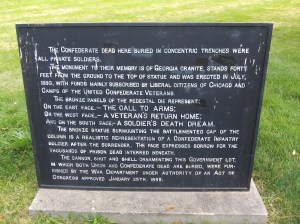 The Confederate dead here buried in concentric trenches were
all private soldiers.
The monument to their memory is of Georgia granite, stands forty
feet from the ground to the top of statue and was erected in July,
1893, with funds mainly subscribed by liberal citizens of Chicago and
Camps of the United Confederate Veterans.
The bronze panels of the pedestal die represent:
On the east face,– The Call to Arms;
On the west face,– A Veteran's Return Home;
And on the south face– A Soldier's Death Dream.
The bronze statue surmounting the battlemented cap of the
column is a realistic representation of a Confederate infantry
soldier after the surrender. The face expresses sorrow for the
thousands of prison dead interred beneath.
The cannon, shot and shell ornamenting this Government lot,
in which both Union and Confederate dead are buried, were fur-
nished by the War Department under authority of an Act of
Congress approved January 25th, 1895.